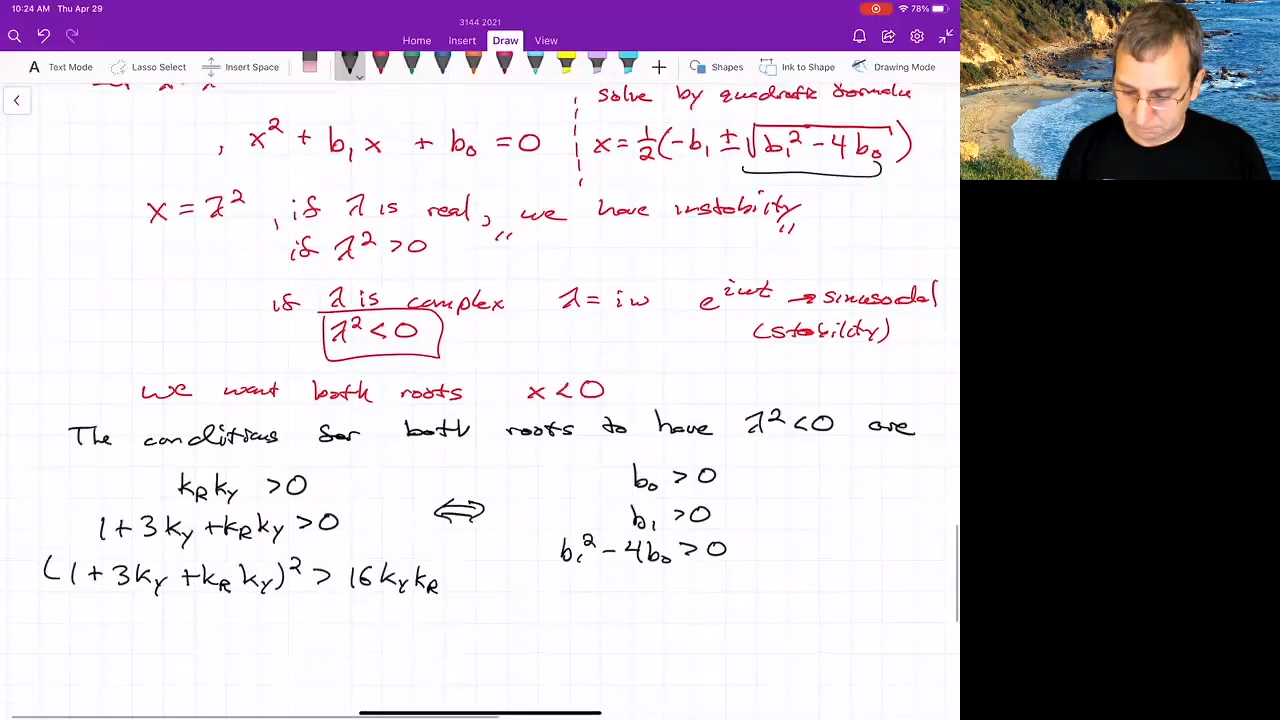 10:24 AM Thu Apr 29
78%
3144 2021
Home Insert Draw View
Text Mode Lasso Select Insert Space Shapes Ink to Shape Drawing Mode
solve by quadratic formula
, x² + b₁x + b₀ = 0 x = ½(-b₁ ± √(b₁² - 4b₀))
x = λ² , if λ is real, we have "instability"
if λ² > 0
if λ is complex λ = iω e^{iωt} → sinusodal
λ² < 0 (stability)
we want both roots x < 0
The conditions for both roots to have λ² < 0 are
k_R k_Y > 0 b₀ > 0
1 + 3k_Y + k_R k_Y > 0 ⇔ b₁ > 0
(1 + 3k_Y + k_R k_Y)² > 16 k_Y k_R b₁² - 4b₀ > 0